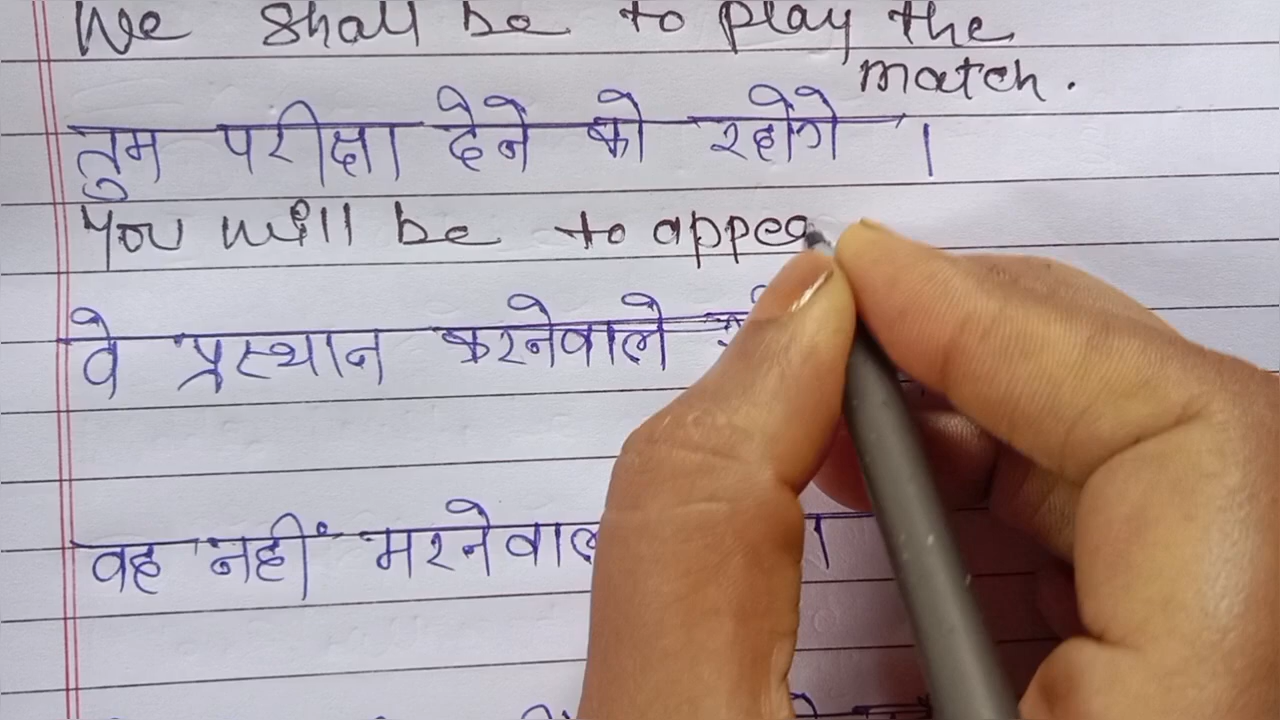 We shall be to play the
match.
तुम परीक्षा देने को रहोगे ।
You will be to appea
वे प्रस्थान करनेवाले
वह नहीं मरनेवाल ।